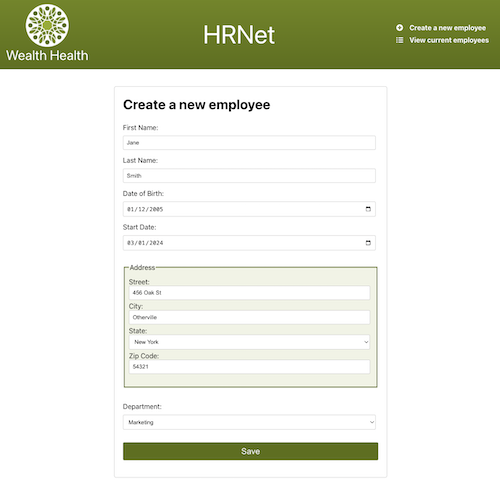 Wealth Health
HRNet
Create a new employee
View current employees
Create a new employee
First Name:
Jane
Last Name:
Smith
Date of Birth:
01/12/2005
Start Date:
03/01/2024
Address
Street:
456 Oak St
City:
Otherville
State:
New York
Zip Code:
54321
Department:
Marketing
Save